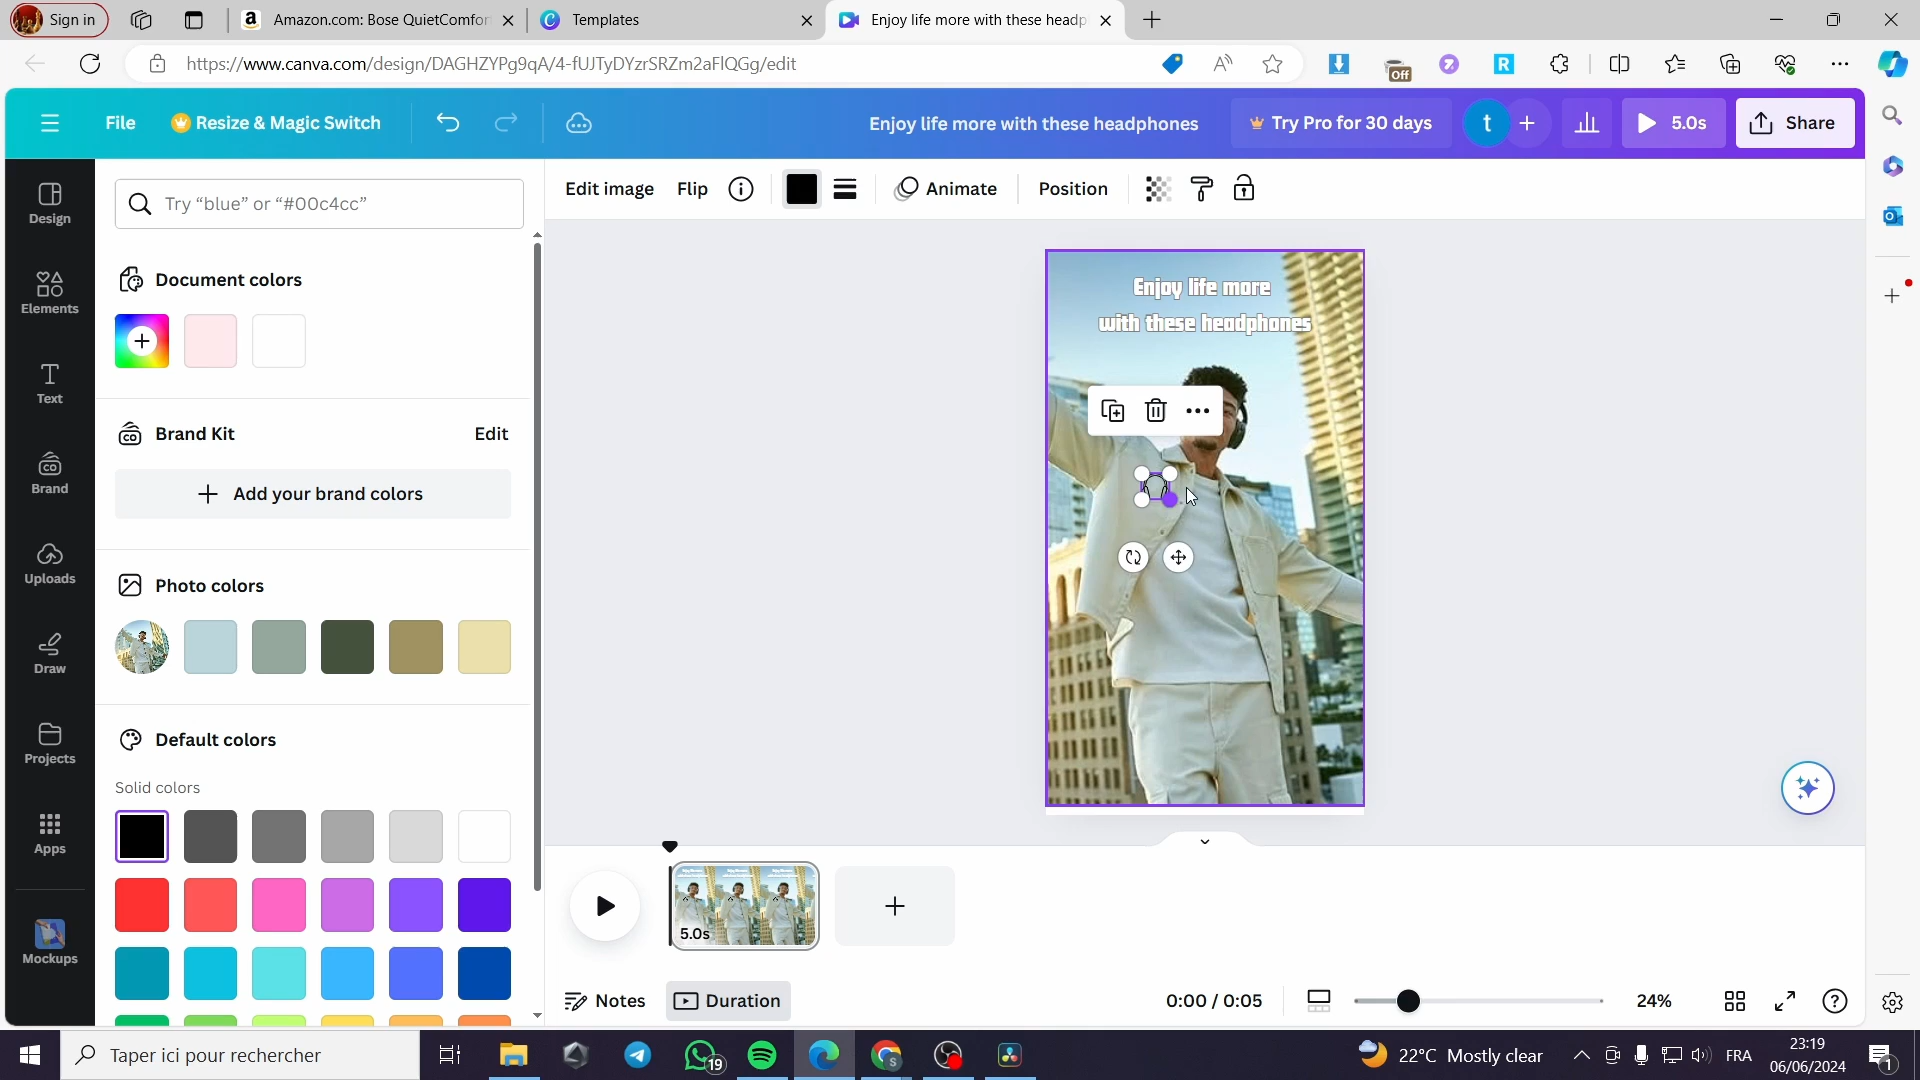 Sign in
Amazon.com: Bose QuietComfor
Templates
Enjoy life more with these headp
https://www.canva.com/design/DAGHZYPg9qA/4-fUJTyDYzrSRZm2aFlQGg/edit
Off
File
Resize & Magic Switch
Enjoy life more with these headphones
Try Pro for 30 days
t
5.0s
Share
Design
Elements
Text
Brand
Uploads
Draw
Projects
Apps
Mockups
Try “blue” or “#00c4cc”
Document colors
Brand Kit
Edit
Add your brand colors
Photo colors
Default colors
Solid colors
Edit image
Flip
Animate
Position
Enjoy life more
with these headphones
5.0s
Notes
Duration
0:00 / 0:05
24%
Taper ici pour rechercher
19
22°C Mostly clear
FRA
23:19
06/06/2024
1